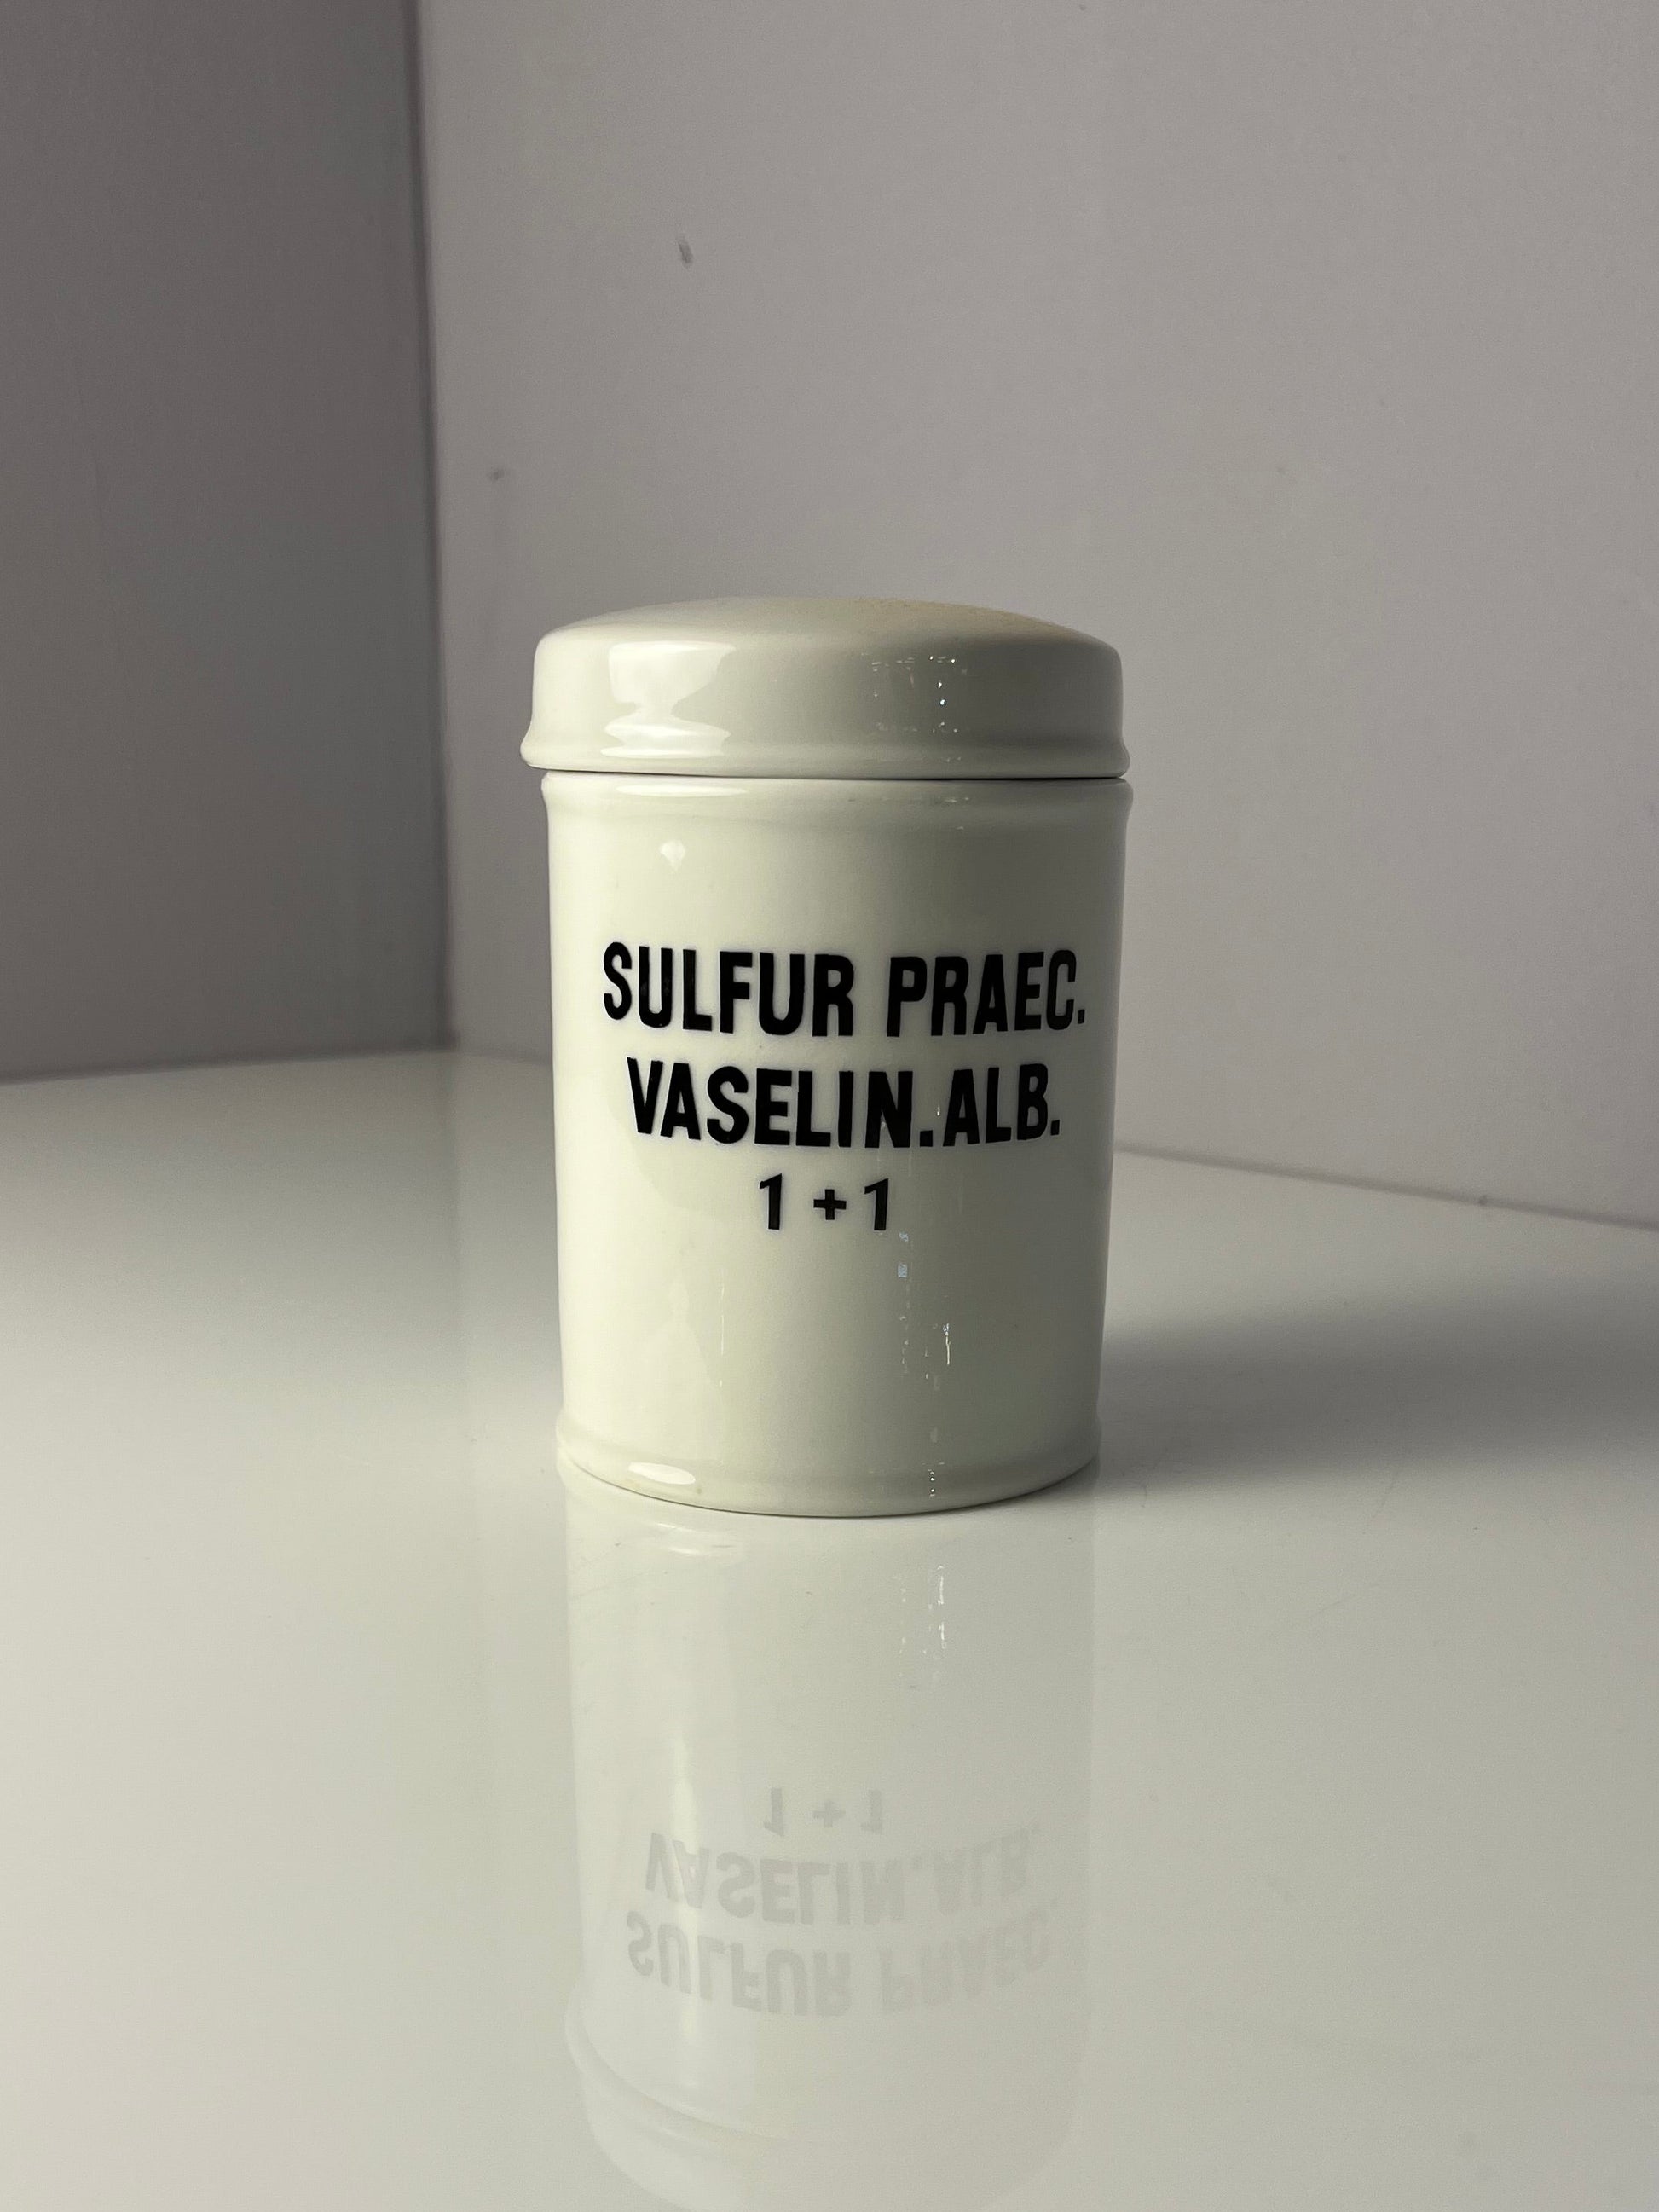 SULFUR PRAEC.
VASELIN. ALB.
1 + 1